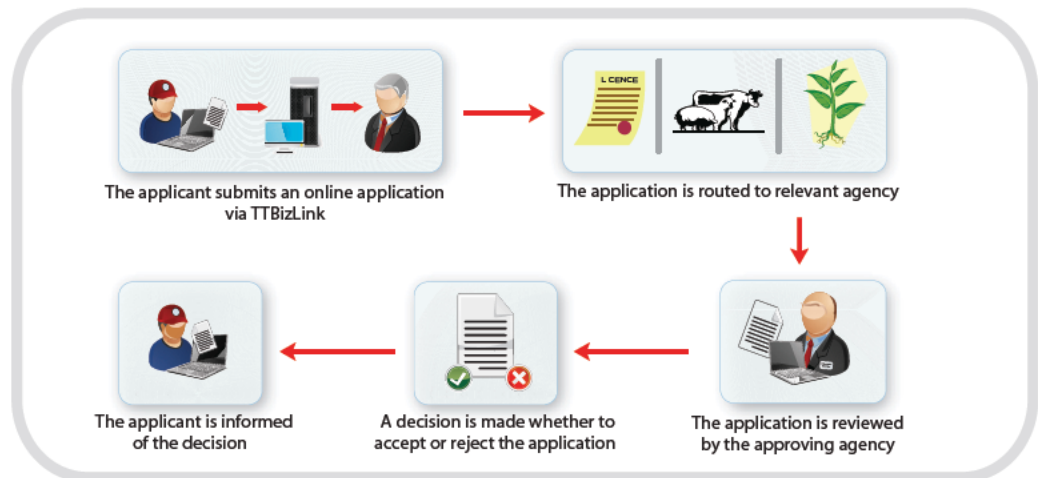 The applicant submits an online application
via TTBizLink
L CENCE
The application is routed to relevant agency
The application is reviewed
by the approving agency
A decision is made whether to
accept or reject the application
The applicant is informed
of the decision